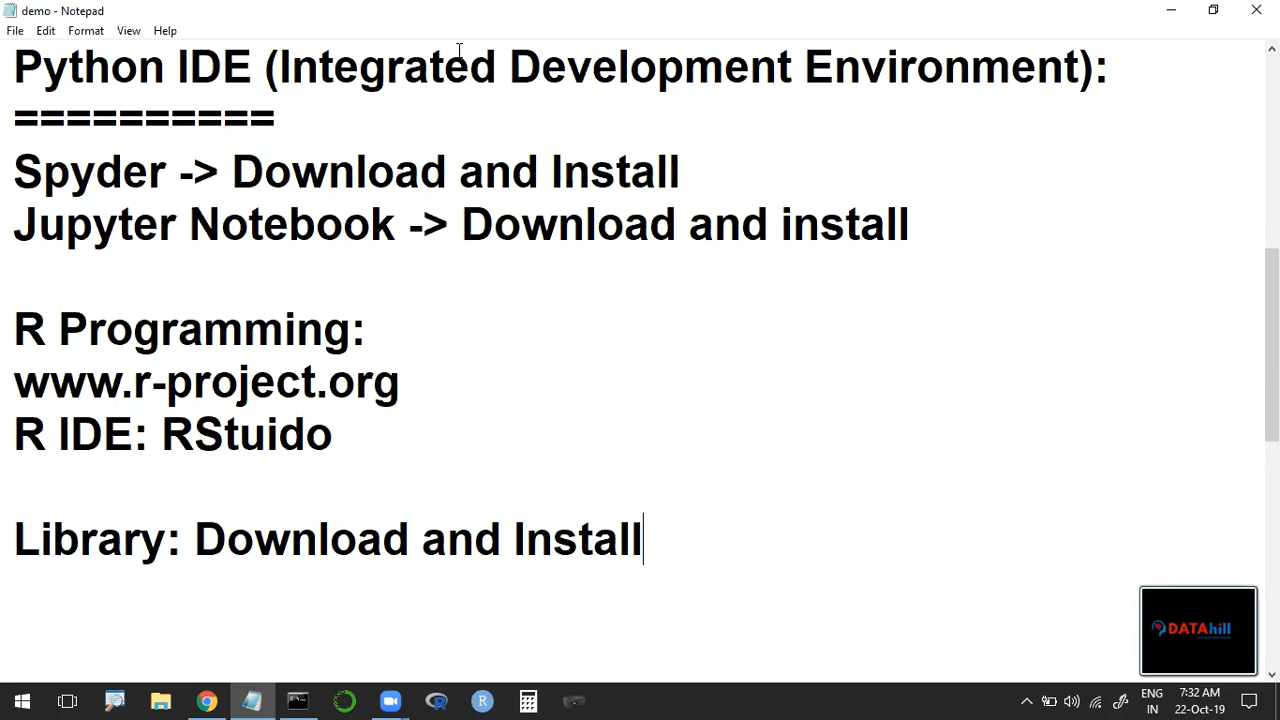 demo - Notepad
File Edit Format View Help
Python IDE (Integrated Development Environment):
==========
Spyder -> Download and Install
Jupyter Notebook -> Download and install
R Programming:
www.r-project.org
R IDE: RStuido
Library: Download and Install
DATAhill
ENG
IN
7:32 AM
22-Oct-19